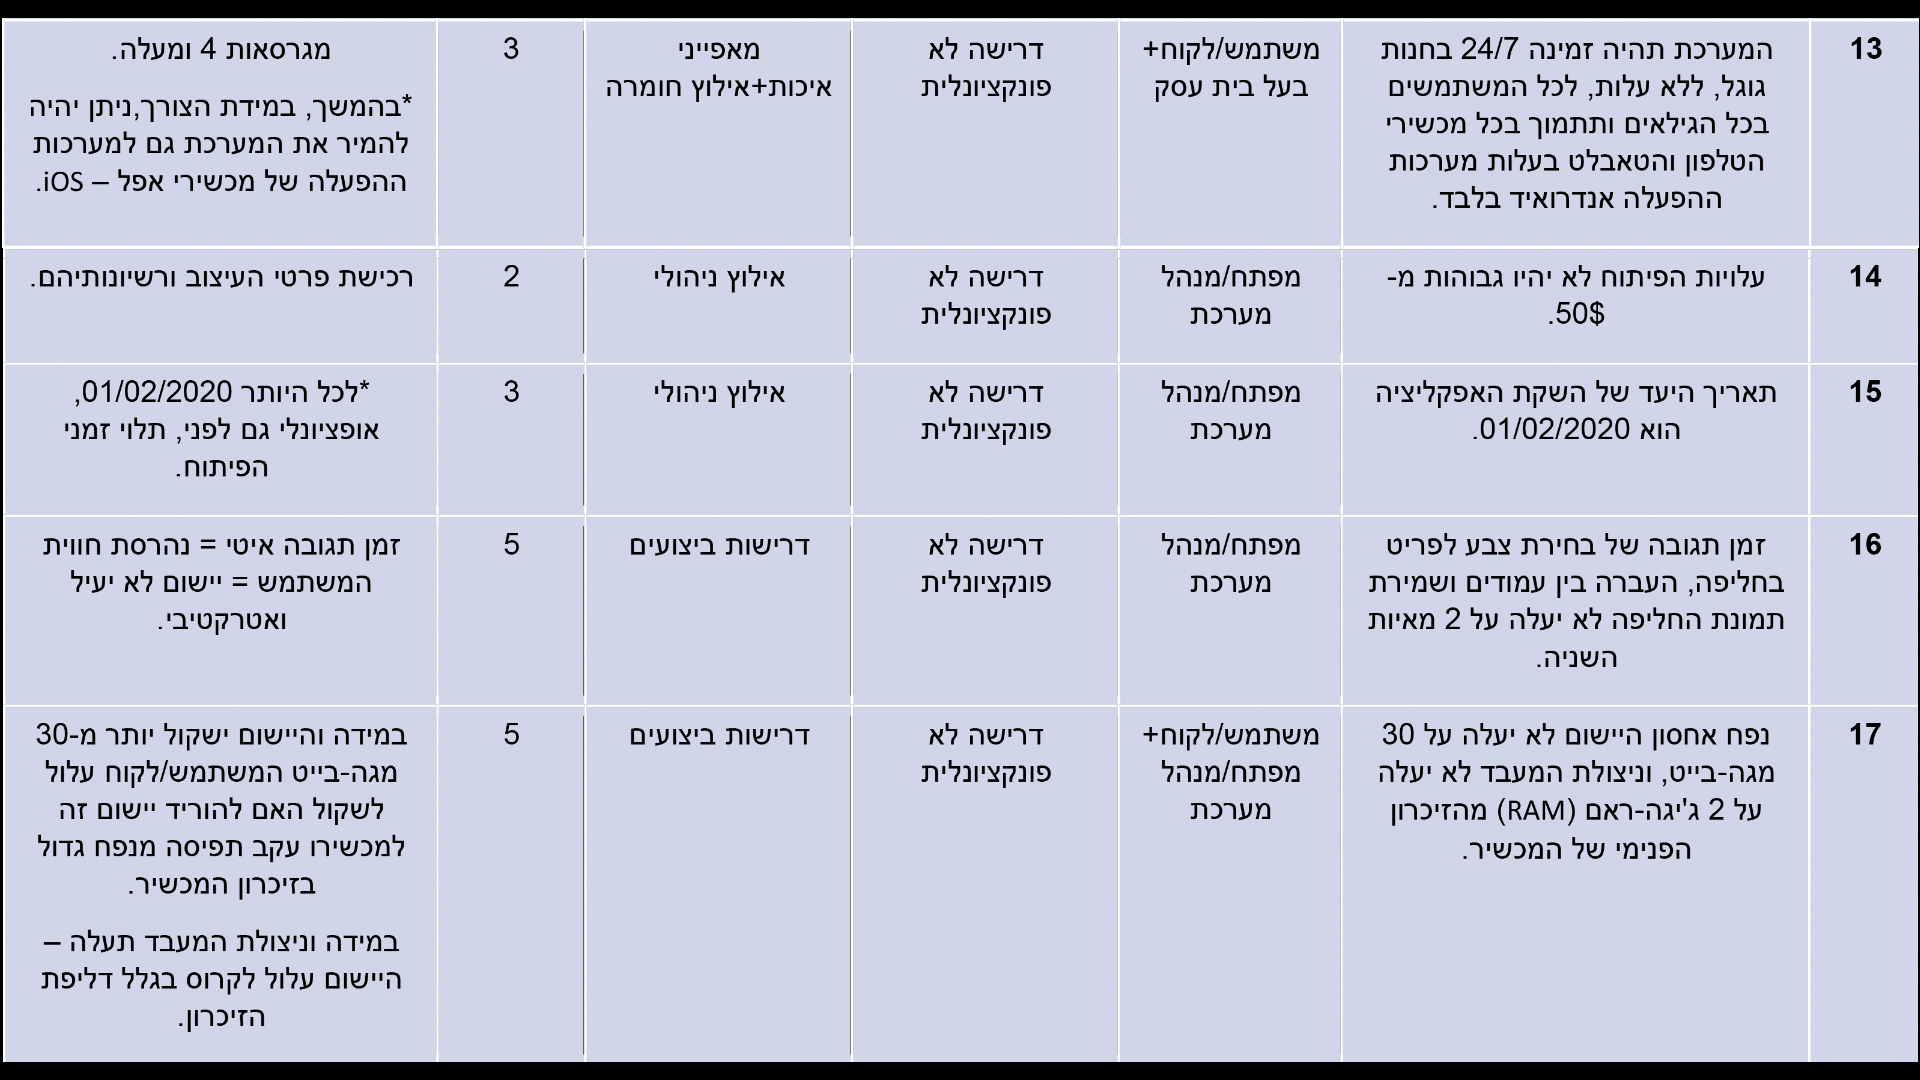 13
המערכת תהיה זמינה 24/7 בחנות
גוגל, ללא עלות, לכל המשתמשים
בכל הגילאים ותתמוך בכל מכשירי
הטלפון והטאבלט בעלות מערכות
ההפעלה אנדרואיד בלבד.
משתמש/לקוח+
בעל בית עסק
דרישה לא
פונקציונלית
מאפייני
איכות+אילוץ חומרה
3
מגרסאות 4 ומעלה.
*בהמשך, במידת הצורך,ניתן יהיה
להמיר את המערכת גם למערכות
ההפעלה של מכשירי אפל – iOS.
14
עלויות הפיתוח לא יהיו גבוהות מ-
50$.
מפתח/מנהל
מערכת
דרישה לא
פונקציונלית
אילוץ ניהולי
2
רכישת פרטי העיצוב ורשיונותיהם.
15
תאריך היעד של השקת האפקליציה
הוא 01/02/2020.
מפתח/מנהל
מערכת
דרישה לא
פונקציונלית
אילוץ ניהולי
3
*לכל היותר 01/02/2020,
אופציונלי גם לפני, תלוי זמני
הפיתוח.
16
זמן תגובה של בחירת צבע לפריט
בחליפה, העברה בין עמודים ושמירת
תמונת החליפה לא יעלה על 2 מאיות
השניה.
מפתח/מנהל
מערכת
דרישה לא
פונקציונלית
דרישות ביצועים
5
זמן תגובה איטי = נהרסת חווית
המשתמש = יישום לא יעיל
ואטרקטיבי.
17
נפח אחסון היישום לא יעלה על 30
מגה-בייט, וניצולת המעבד לא יעלה
על 2 ג'יגה-ראם (RAM) מהזיכרון
הפנימי של המכשיר.
משתמש/לקוח+
מפתח/מנהל
מערכת
דרישה לא
פונקציונלית
דרישות ביצועים
5
במידה והיישום ישקול יותר מ-30
מגה-בייט המשתמש/לקוח עלול
לשקול האם להוריד יישום זה
למכשירו עקב תפיסה מנפח גדול
בזיכרון המכשיר.
במידה וניצולת המעבד תעלה –
היישום עלול לקרוס בגלל דליפת
הזיכרון.